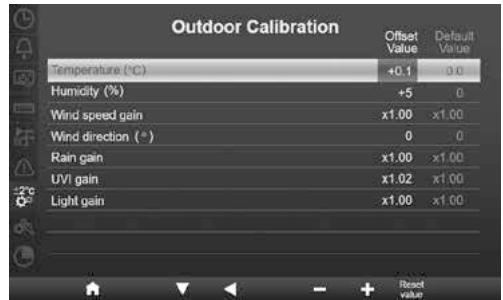 Outdoor Calibration
Offset Value Default Value
Temperature (°C) +0.1 0.0
Humidity (%) +5 0
Wind speed gain x1.00 x1.00
Wind direction (°) 0 0
Rain gain x1.00 x1.00
UVI gain x1.02 x1.00
Light gain x1.00 x1.00
±2°C
Reset value